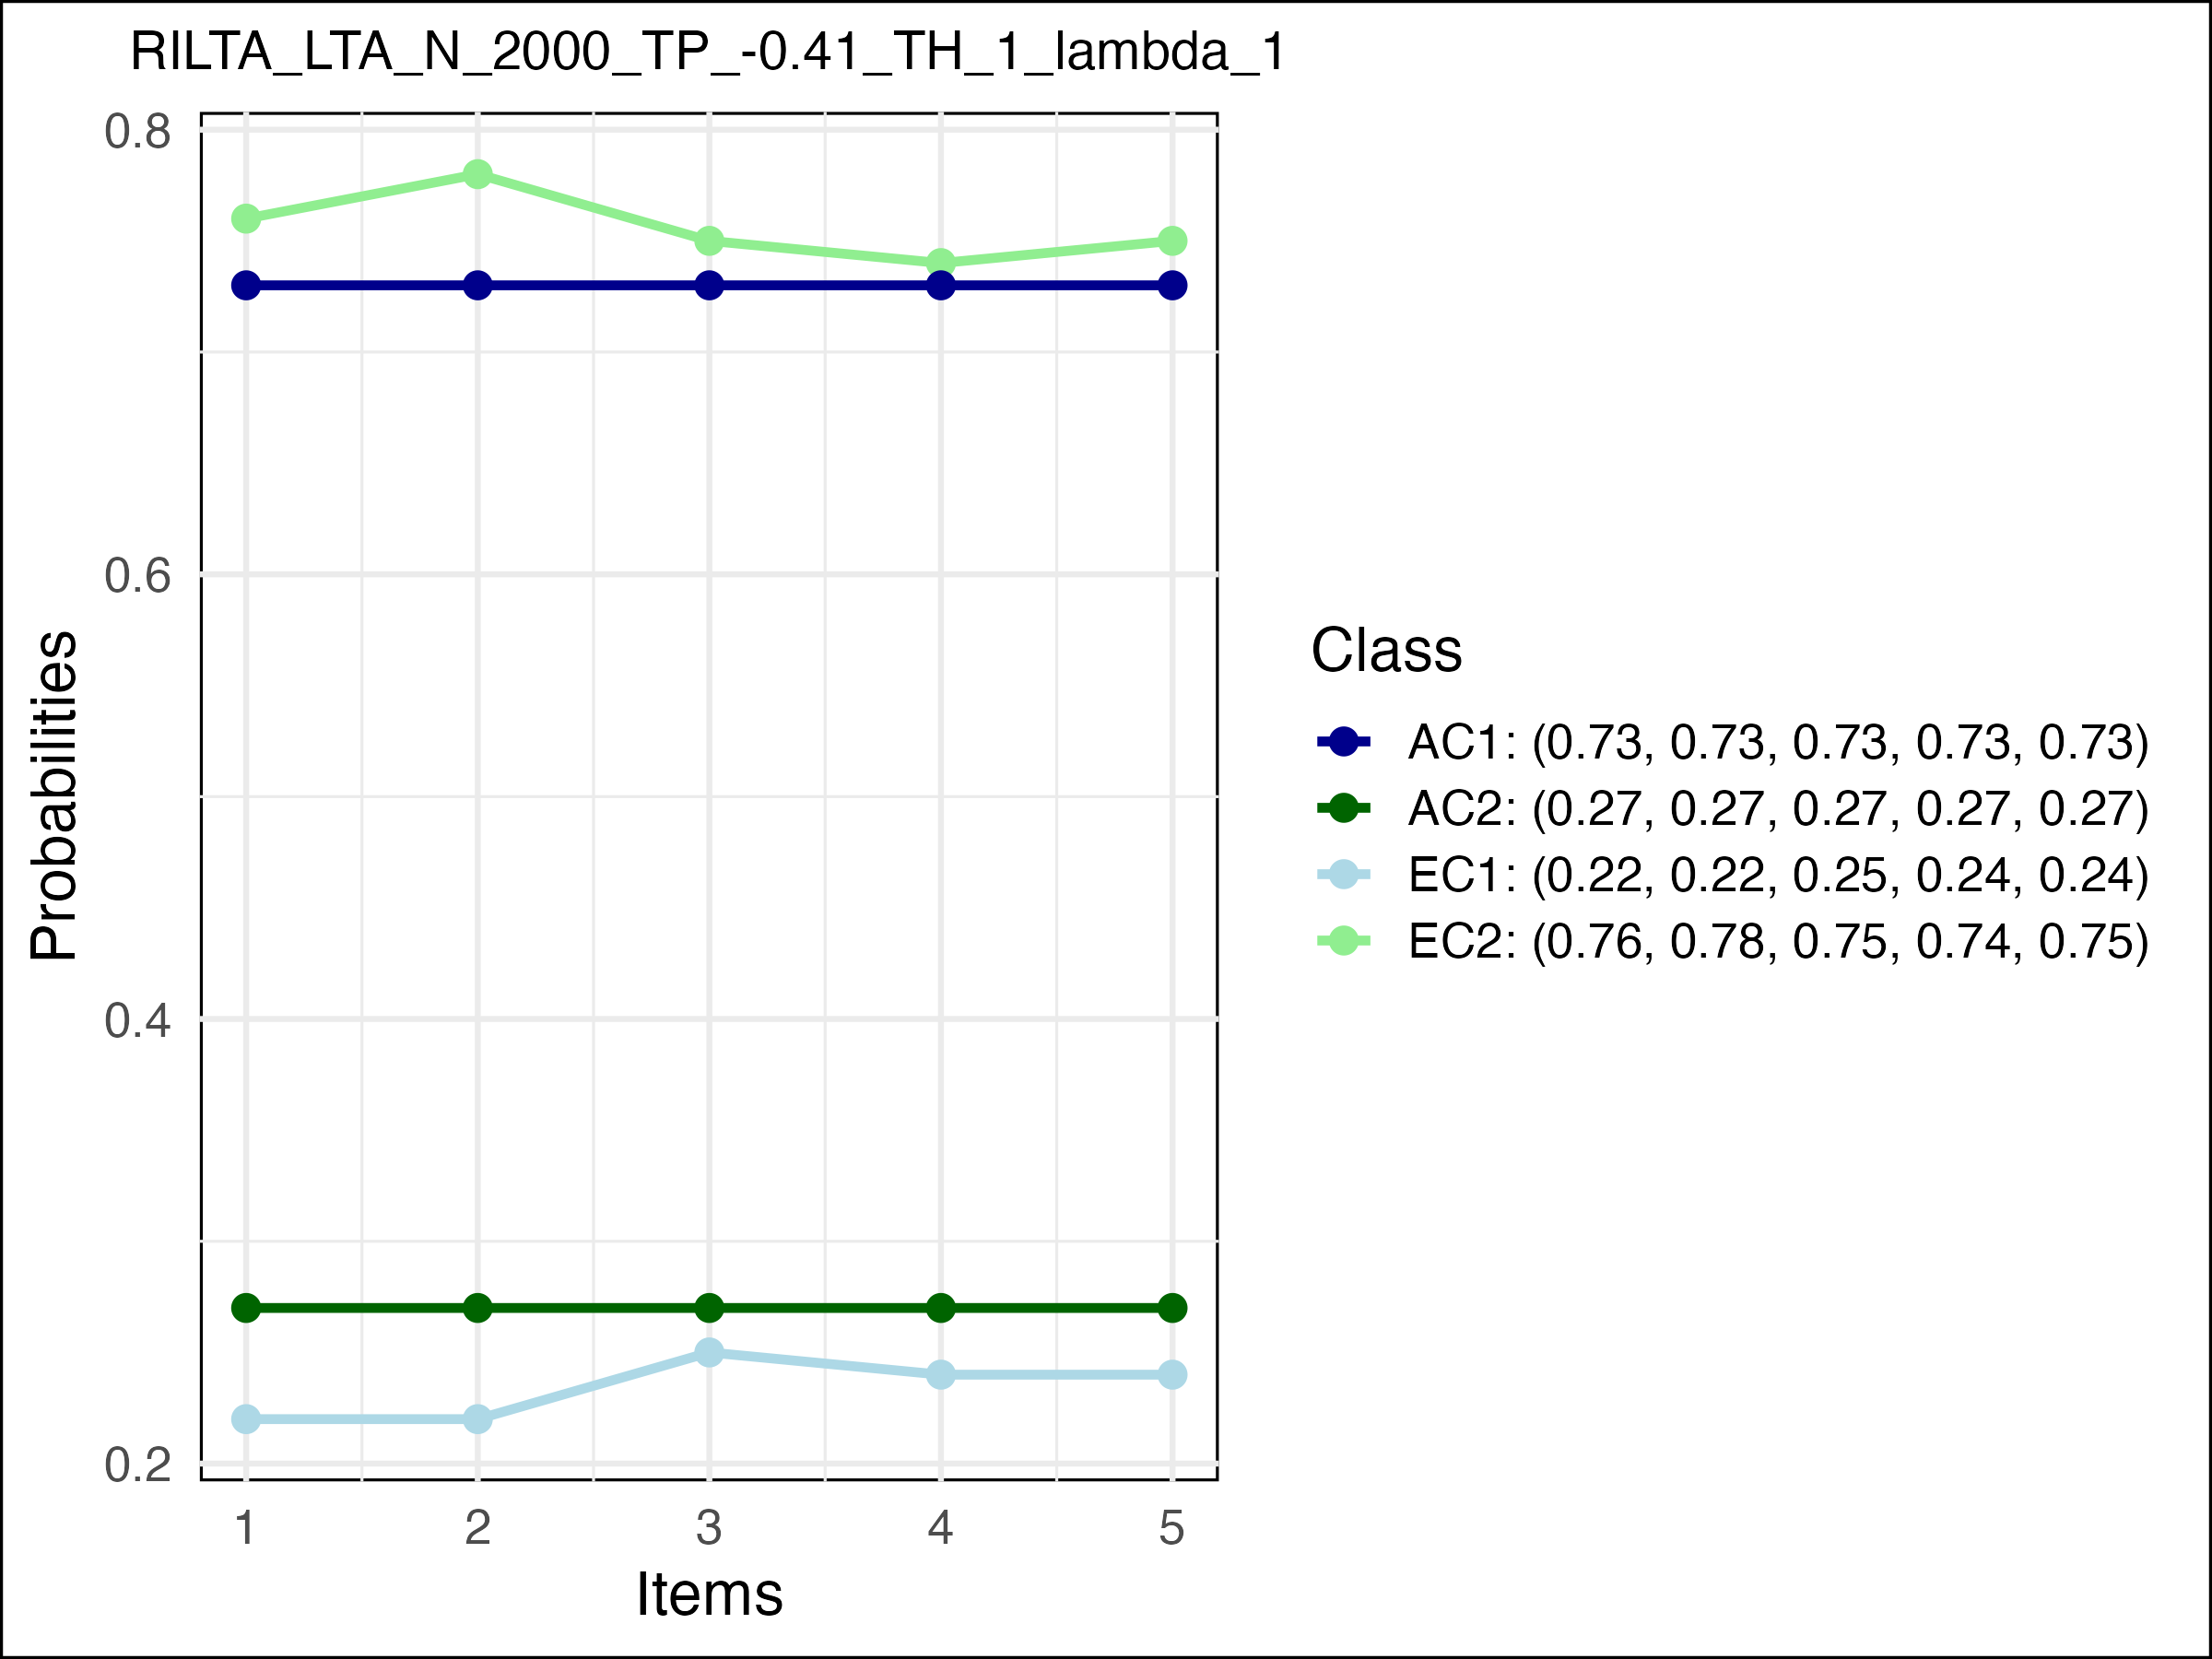 RILTA_LTA_N_2000_TP_-0.41_TH_1_lambda_1
0.8
0.6
0.4
0.2
Probabilities
1 2 3 4 5
Items
Class
AC1: (0.73, 0.73, 0.73, 0.73, 0.73)
AC2: (0.27, 0.27, 0.27, 0.27, 0.27)
EC1: (0.22, 0.22, 0.25, 0.24, 0.24)
EC2: (0.76, 0.78, 0.75, 0.74, 0.75)